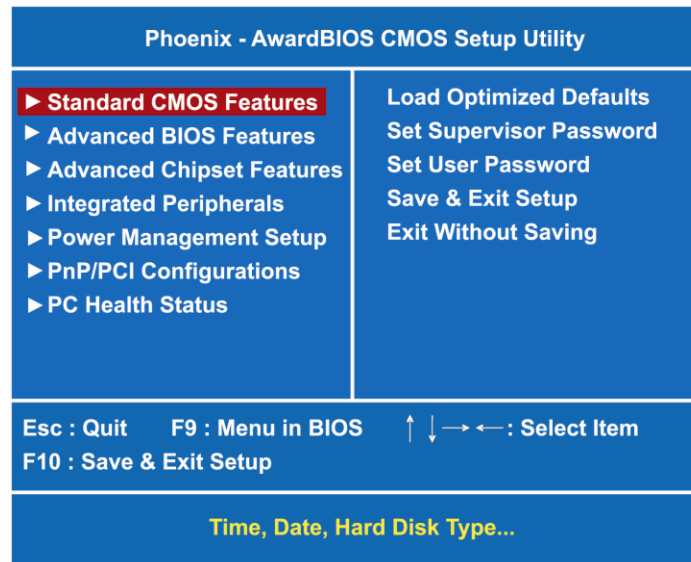 Phoenix - AwardBIOS CMOS Setup Utility
► Standard CMOS Features
► Advanced BIOS Features
► Advanced Chipset Features
► Integrated Peripherals
► Power Management Setup
► PnP/PCI Configurations
► PC Health Status
Load Optimized Defaults
Set Supervisor Password
Set User Password
Save & Exit Setup
Exit Without Saving
Esc : Quit F9 : Menu in BIOS ↑ ↓ → ← : Select Item
F10 : Save & Exit Setup
Time, Date, Hard Disk Type...